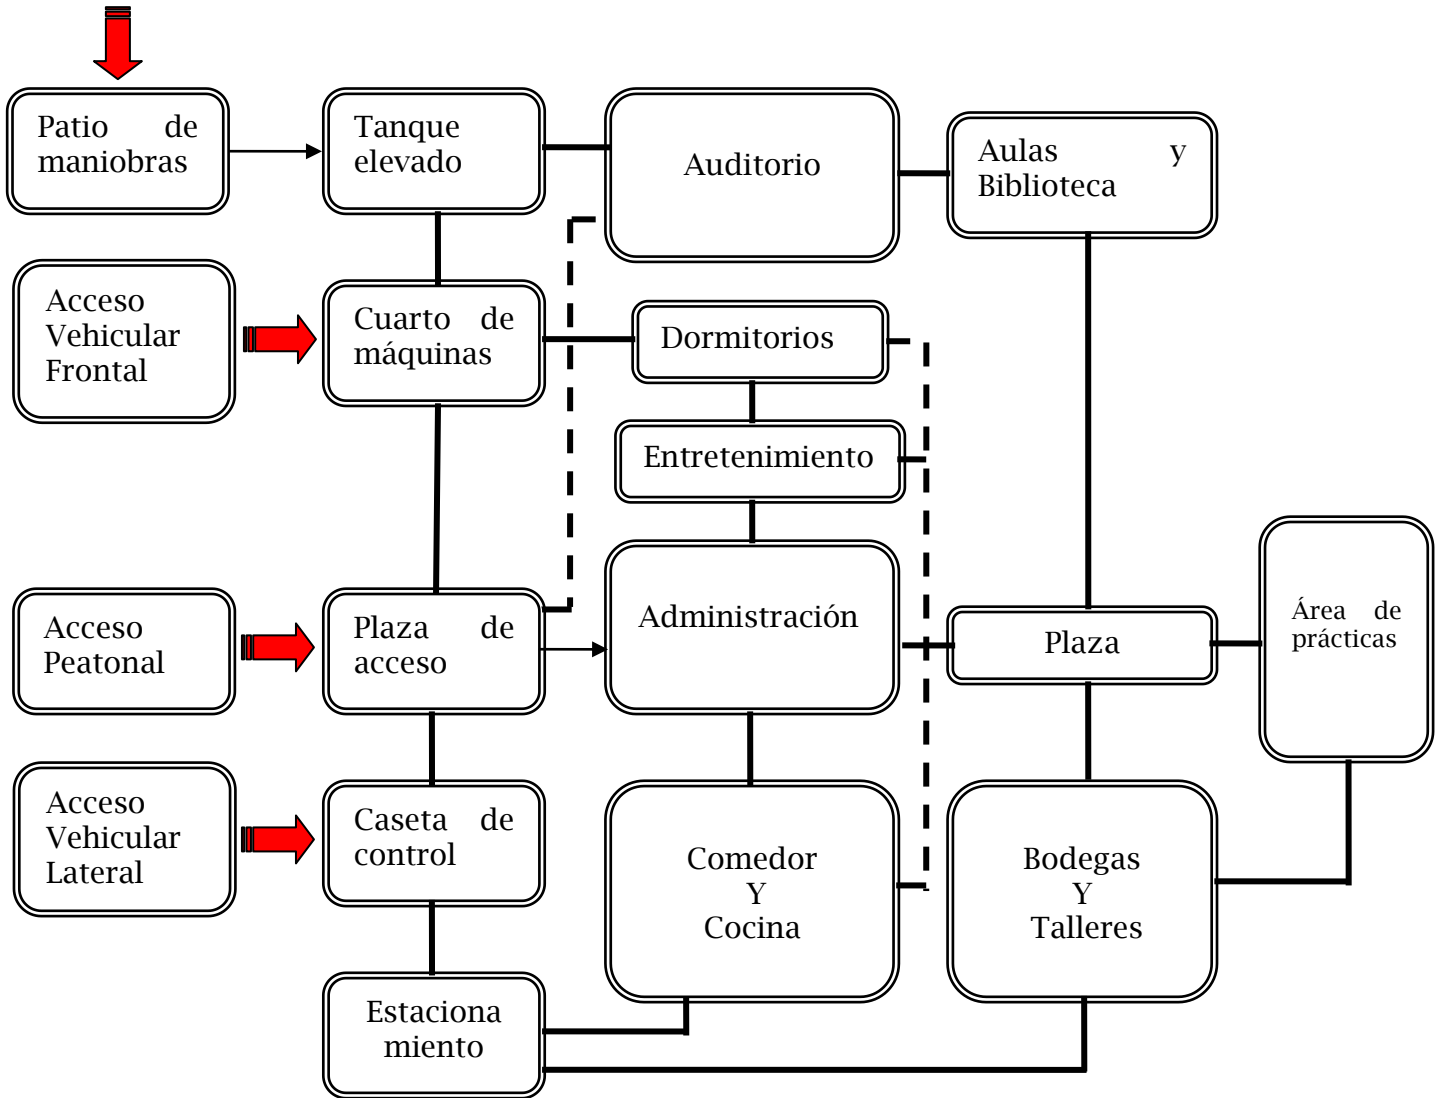 Patio de
maniobras
Tanque
elevado
Auditorio
Aulas y
Biblioteca
Acceso
Vehicular
Frontal
Cuarto de
máquinas
Dormitorios
Entretenimiento
Acceso
Peatonal
Plaza de
acceso
Administración
Plaza
Área de
prácticas
Acceso
Vehicular
Lateral
Caseta de
control
Comedor
Y
Cocina
Bodegas
Y
Talleres
Estaciona
miento